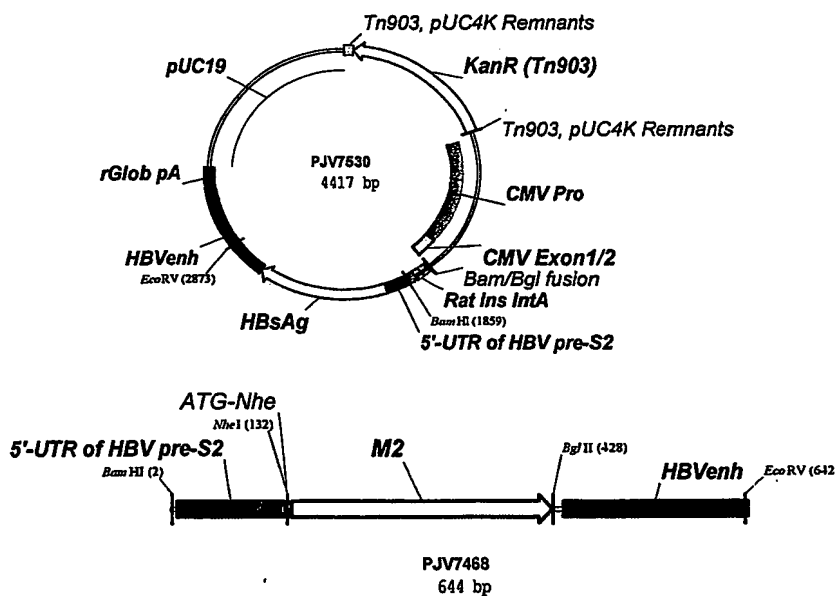 Tn903, pUC4K Remnants
pUC19
KanR (Tn903)
Tn903, pUC4K Remnants
PJV7530
4417 bp
rGlob pA
CMV Pro
HBVenh
EcoRV (2873)
CMV Exon1/2
Bam/Bgl fusion
Rat Ins IntA
HBsAg
BamHI (1859)
5'-UTR of HBV pre-S2
ATG-Nhe
NheI (132)
5'-UTR of HBV pre-S2
M2
BglII (428)
BamHI (2)
HBVenh
EcoRV (642
PJV7468
644 bp